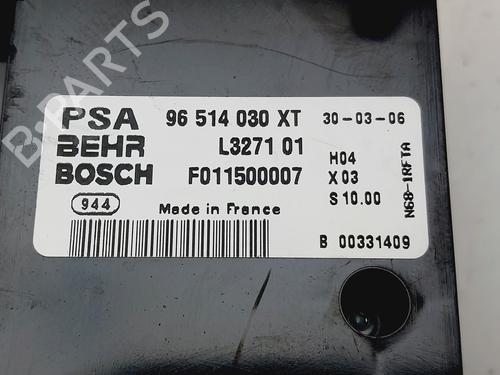 PSA 96 514 030 XT 30-03-06
BEHR L3271 01 H04
BOSCH F011500007 X 03
S 10.00
944 Made in France
B 00331409
N68-1RFTA
B-PARTS